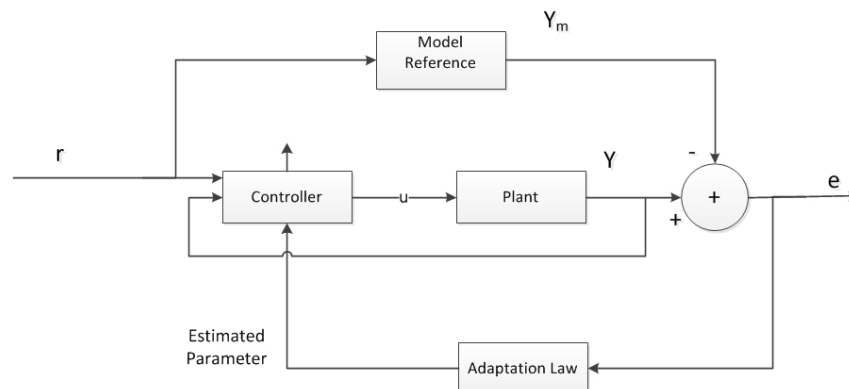 Y_m
Model
Reference
r
Y
-
e
Controller
u
Plant
+
+
Estimated
Parameter
Adaptation Law